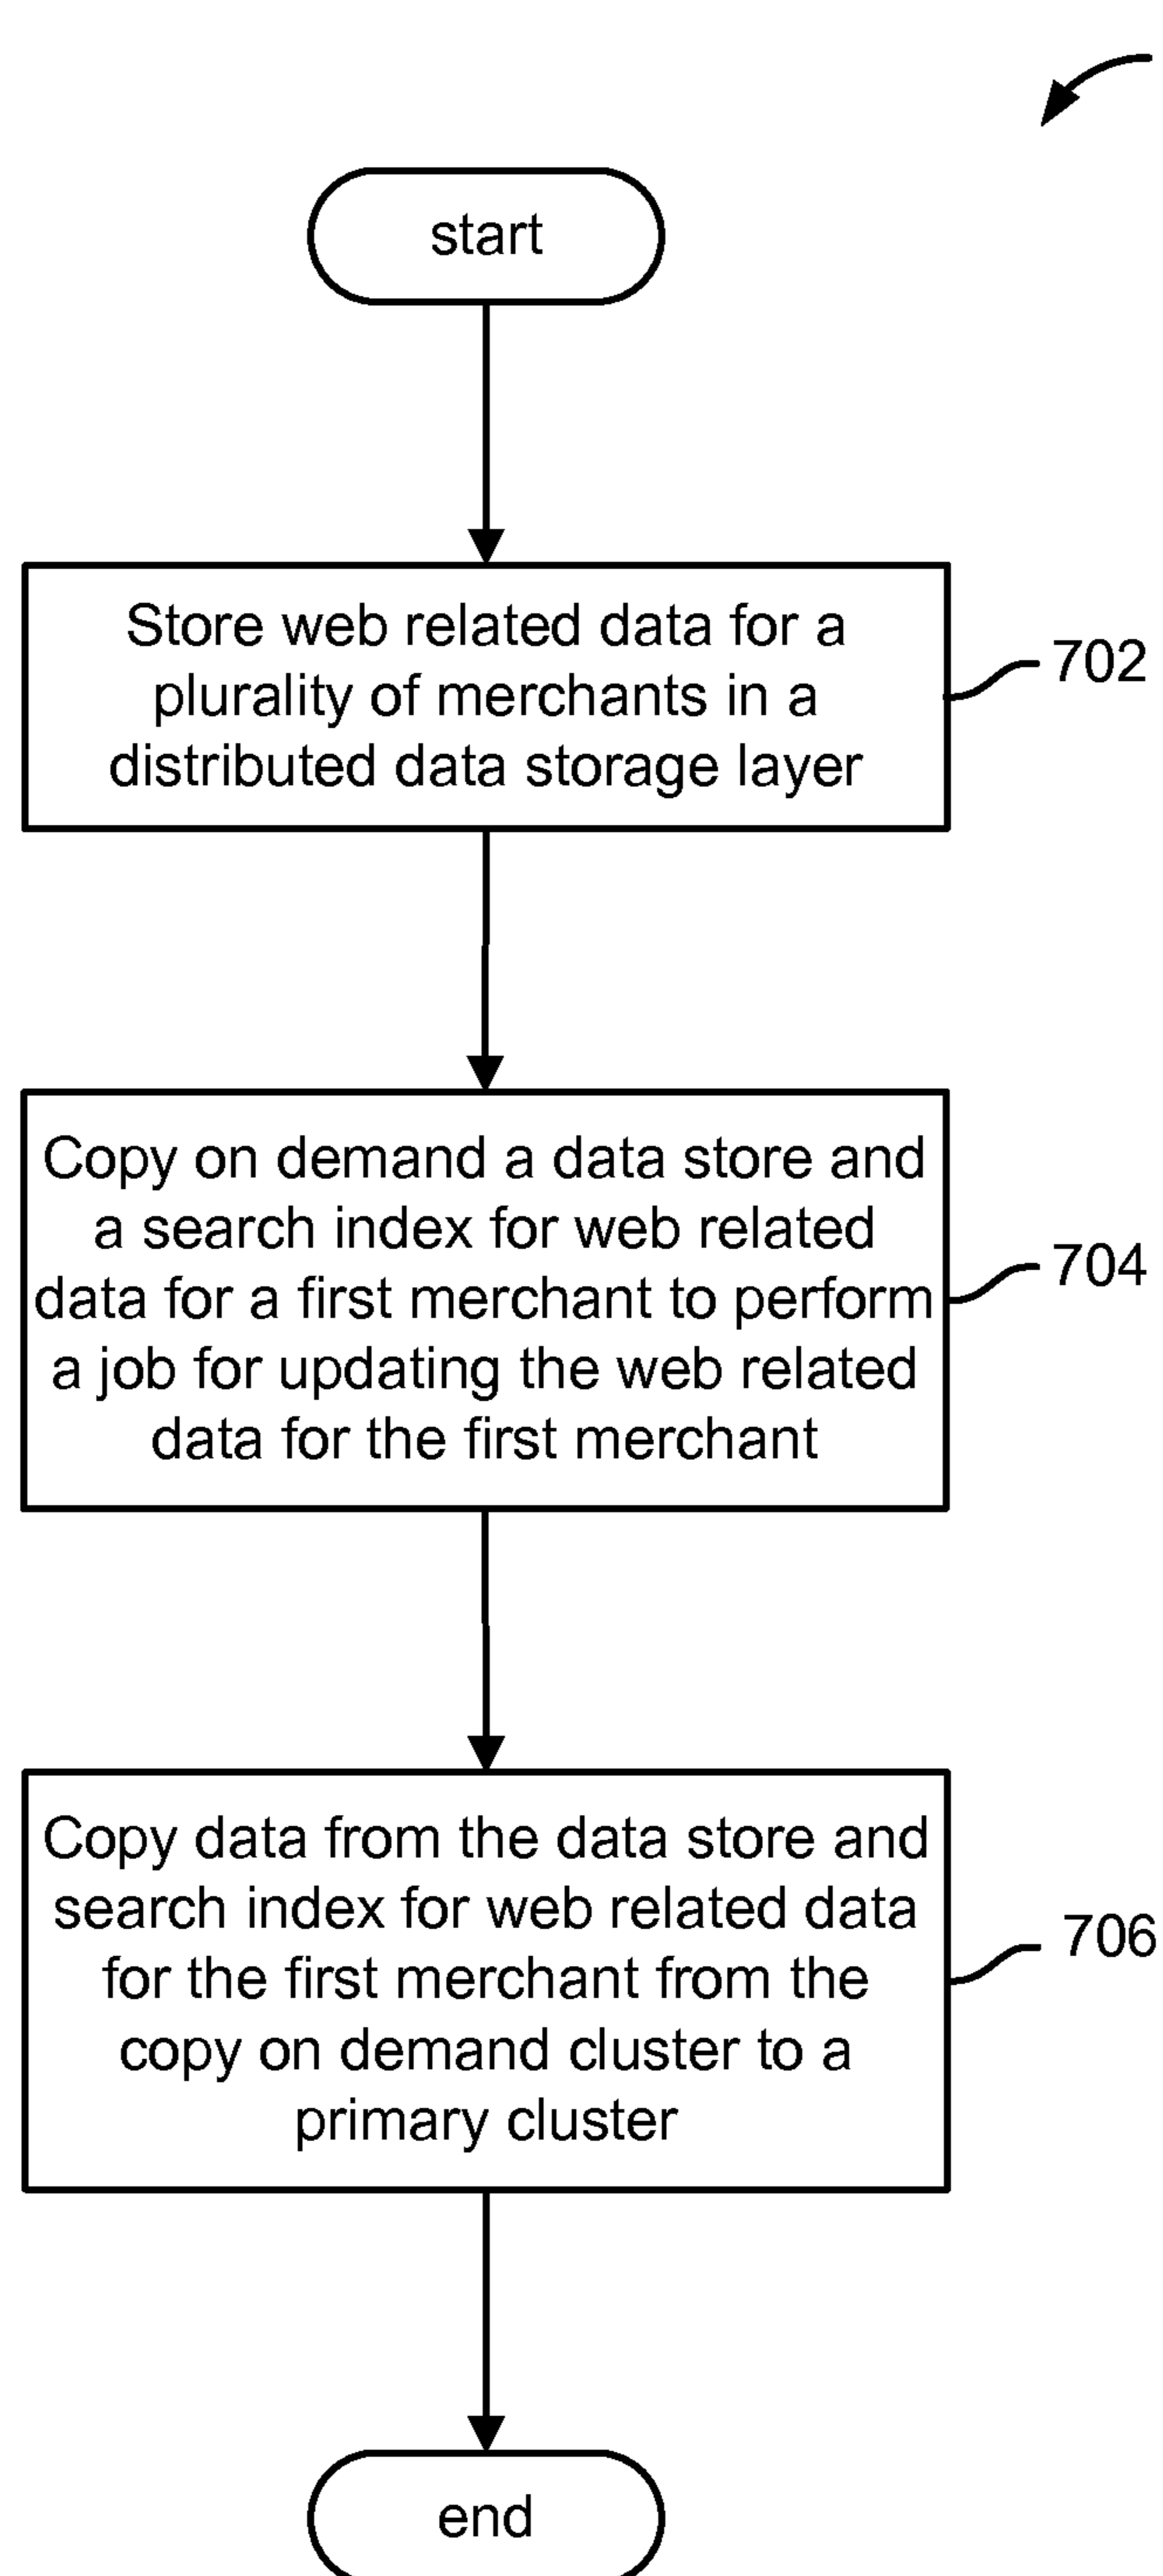 start
Store web related data for a
plurality of merchants in a
distributed data storage layer
702
Copy on demand a data store and
a search index for web related
data for a first merchant to perform
a job for updating the web related
data for the first merchant
704
Copy data from the data store and
search index for web related data
for the first merchant from the
copy on demand cluster to a
primary cluster
706
end